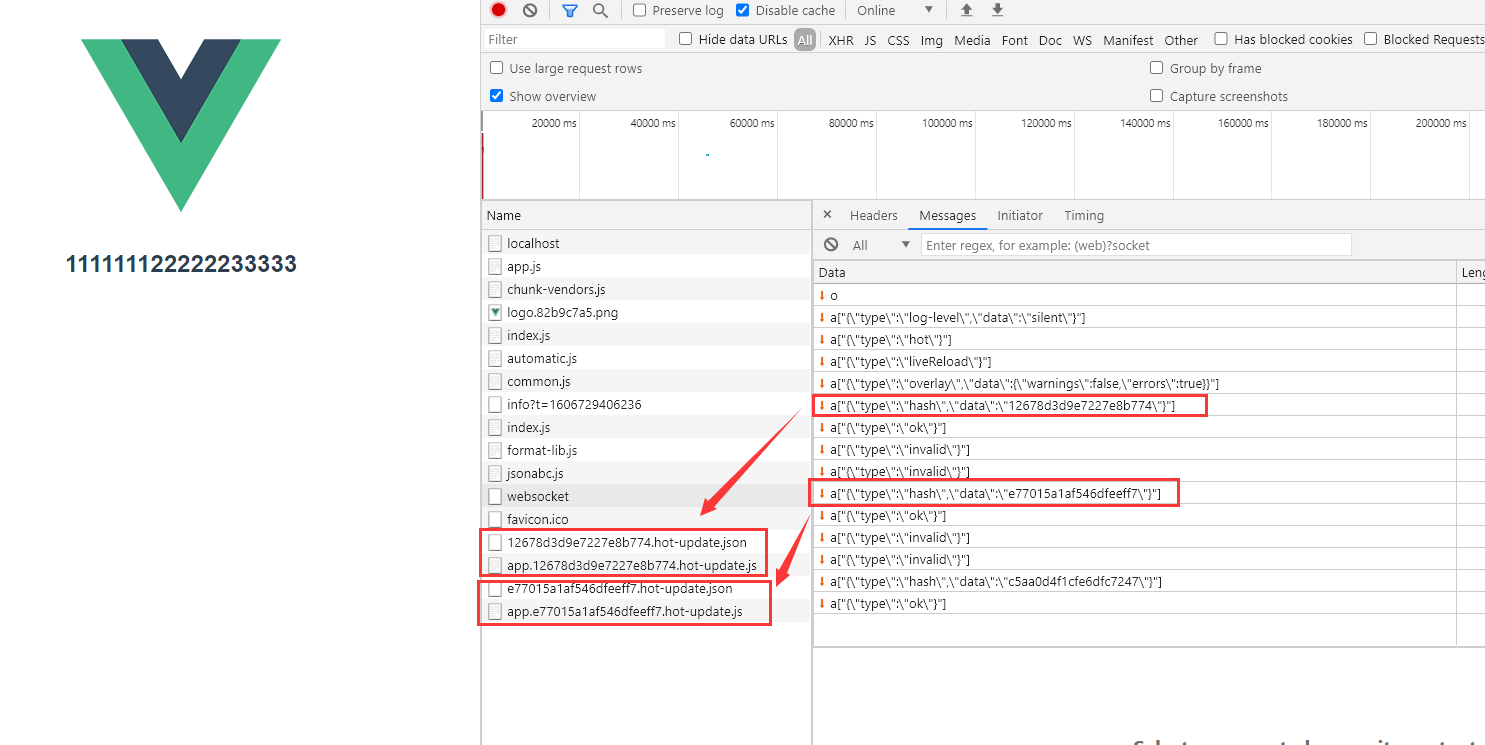 Preserve log Disable cache Online
Filter Hide data URLs All XHR JS CSS Img Media Font Doc WS Manifest Other Has blocked cookies Blocked Requests
Use large request rows Group by frame
Show overview Capture screenshots
20000 ms 40000 ms 60000 ms 80000 ms 100000 ms 120000 ms 140000 ms 160000 ms 180000 ms 200000 ms
111111122222233333
Name
localhost
app.js
chunk-vendors.js
logo.82b9c7a5.png
index.js
automatic.js
common.js
info?t=1606729406236
index.js
format-lib.js
jsonabc.js
websocket
favicon.ico
12678d3d9e7227e8b774.hot-update.json
app.12678d3d9e7227e8b774.hot-update.js
e77015a1af546dfeeff7.hot-update.json
app.e77015a1af546dfeeff7.hot-update.js
× Headers Messages Initiator Timing
All Enter regex, for example: (web)?socket
Data Leng
o
a["{\"type\":\"log-level\",\"data\":\"silent\"}"]
a["{\"type\":\"hot\"}"]
a["{\"type\":\"liveReload\"}"]
a["{\"type\":\"overlay\",\"data\":{\"warnings\":false,\"errors\":true}}"]
a["{\"type\":\"hash\",\"data\":\"12678d3d9e7227e8b774\"}"]
a["{\"type\":\"ok\"}"]
a["{\"type\":\"invalid\"}"]
a["{\"type\":\"invalid\"}"]
a["{\"type\":\"hash\",\"data\":\"e77015a1af546dfeeff7\"}"]
a["{\"type\":\"ok\"}"]
a["{\"type\":\"invalid\"}"]
a["{\"type\":\"invalid\"}"]
a["{\"type\":\"hash\",\"data\":\"c5aa0d4f1cfe6dfc7247\"}"]
a["{\"type\":\"ok\"}"]